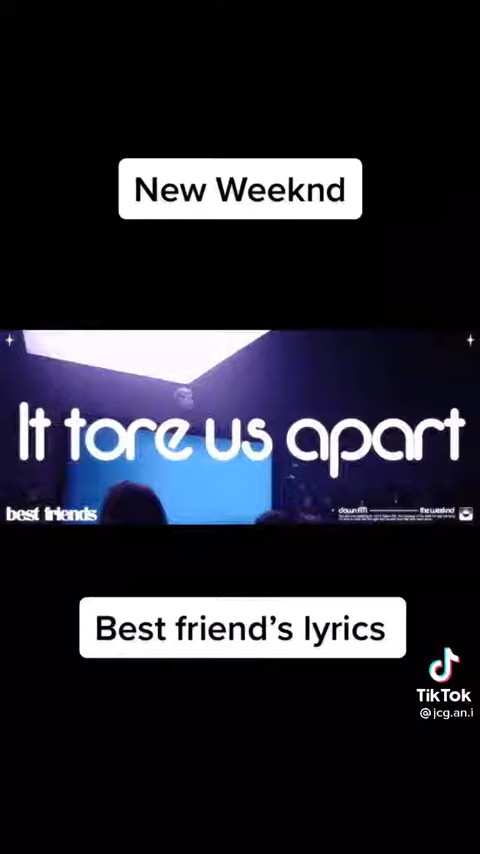 New Weeknd
It tore us apart
best friends
dawn FM
the weeknd
Best friend’s lyrics
TikTok
@jcg.an.i